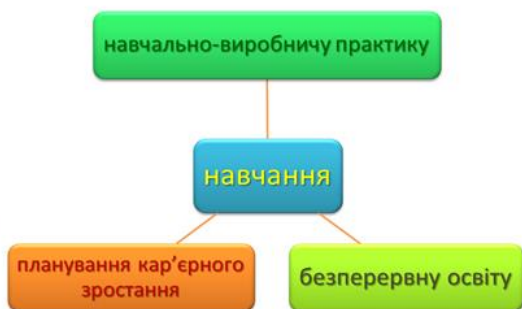 навчально-виробничу практику
навчання
планування кар’єрного
зростання
безперервну освіту